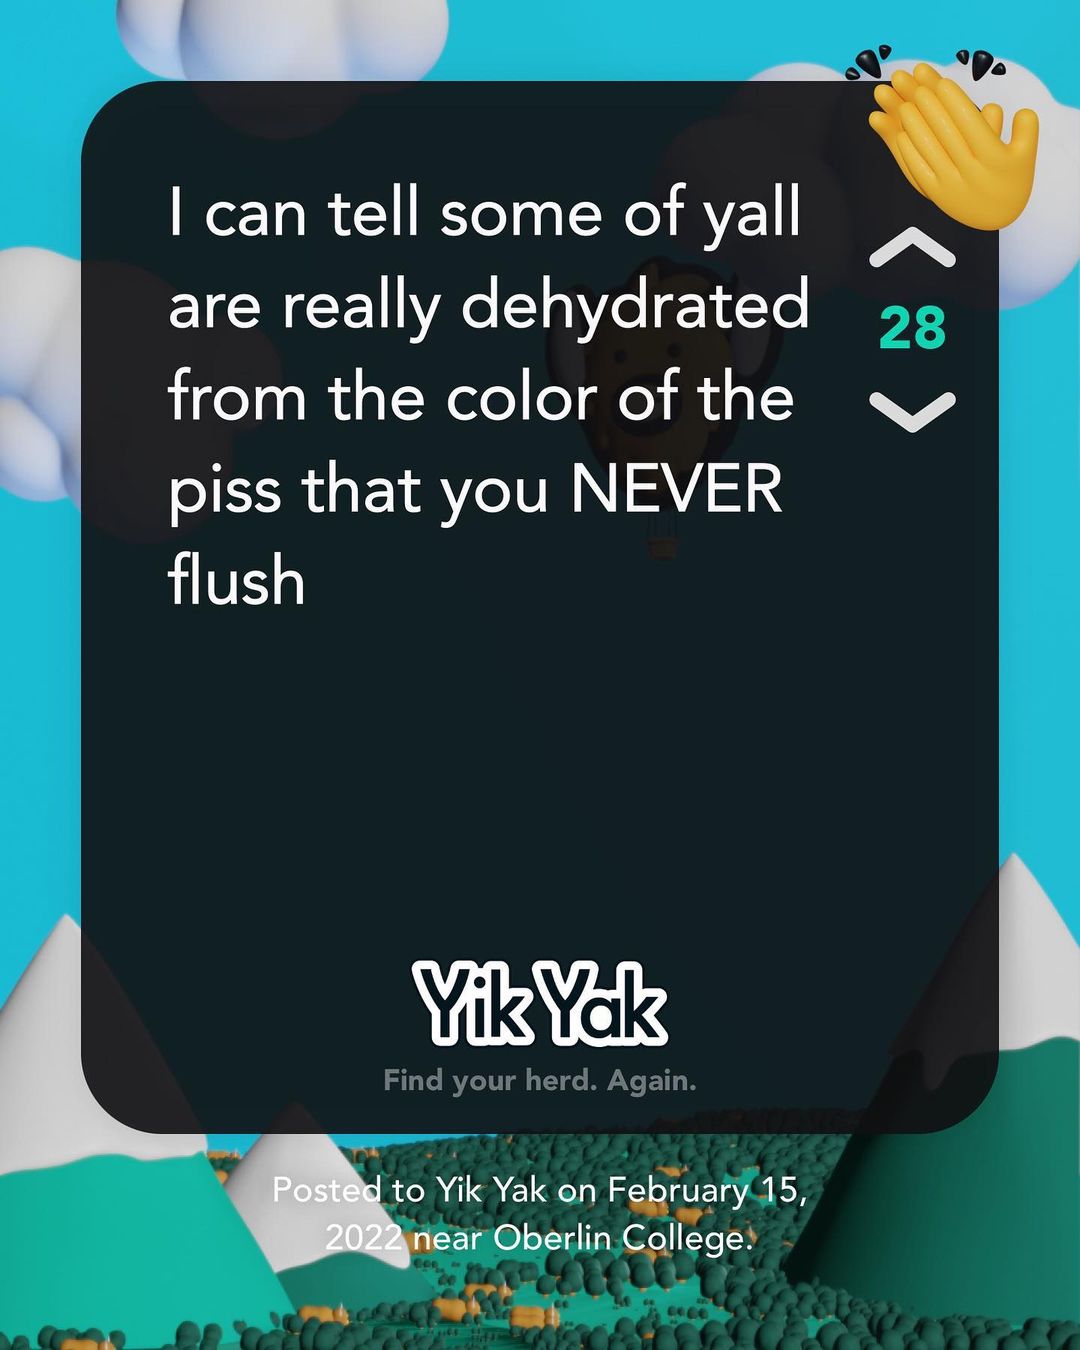 I can tell some of yall
are really dehydrated
from the color of the
piss that you NEVER
flush
28
Yik Yak
Find your herd. Again.
Posted to Yik Yak on February 15,
2022 near Oberlin College.